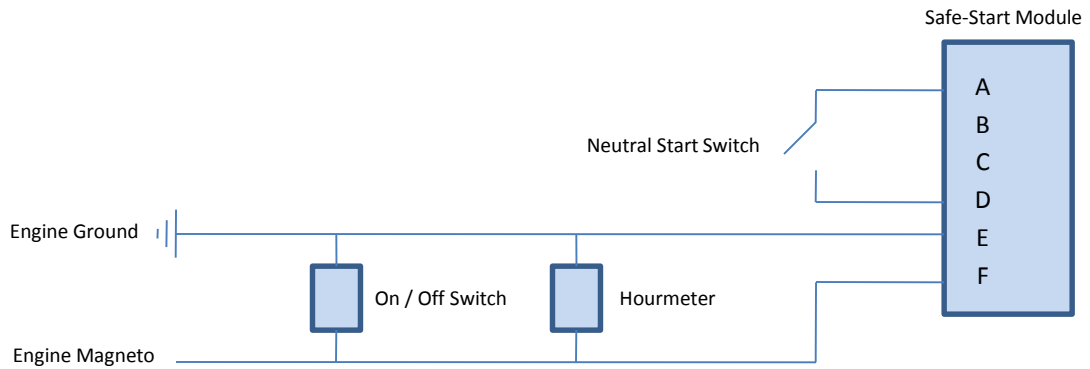 Safe-Start Module
A
B
Neutral Start Switch
C
D
Engine Ground
E
F
On / Off Switch
Hourmeter
Engine Magneto